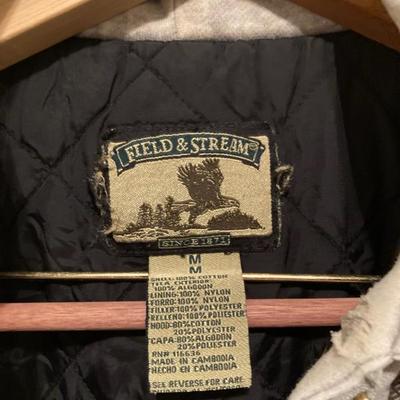 FIELD & STREAM
SINCE 1871
M
M
SHELL:100% COTTON
TELA EXTERIOR:
100% ALGODON
LINING:100% NYLON
FORRO:100% NYLON
FILLER:100% POLYESTER
RELLENO:100% POLIESTER
HOOD:80% COTTON
20% POLYESTER
CAPA:80% ALGODON
20% POLIESTER
RN# 116636
MADE IN CAMBODIA
HECHO EN CAMBODIA
SEE REVERSE FOR CARE